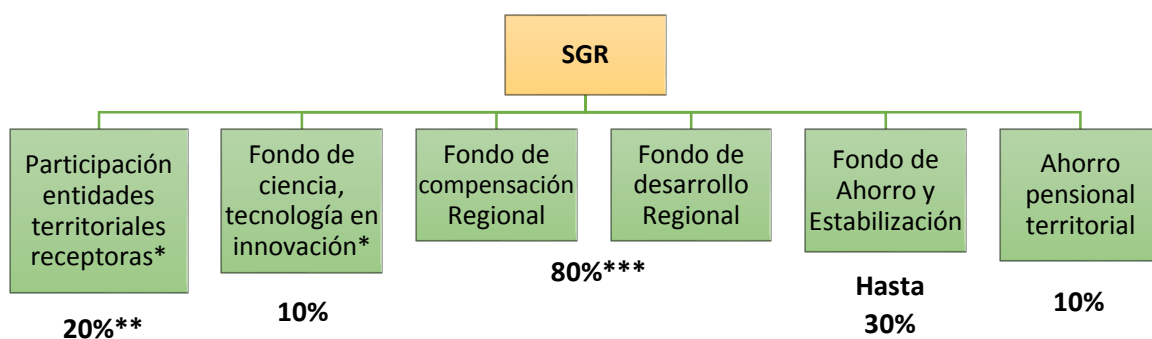 SGR
Participación
entidades
territoriales
receptoras*
20%**
Fondo de
ciencia,
tecnología en
innovación*
10%
Fondo de
compensación
Regional
Fondo de
desarrollo
Regional
80%***
Fondo de
Ahorro y
Estabilización
Hasta
30%
Ahorro
pensional
territorial
10%